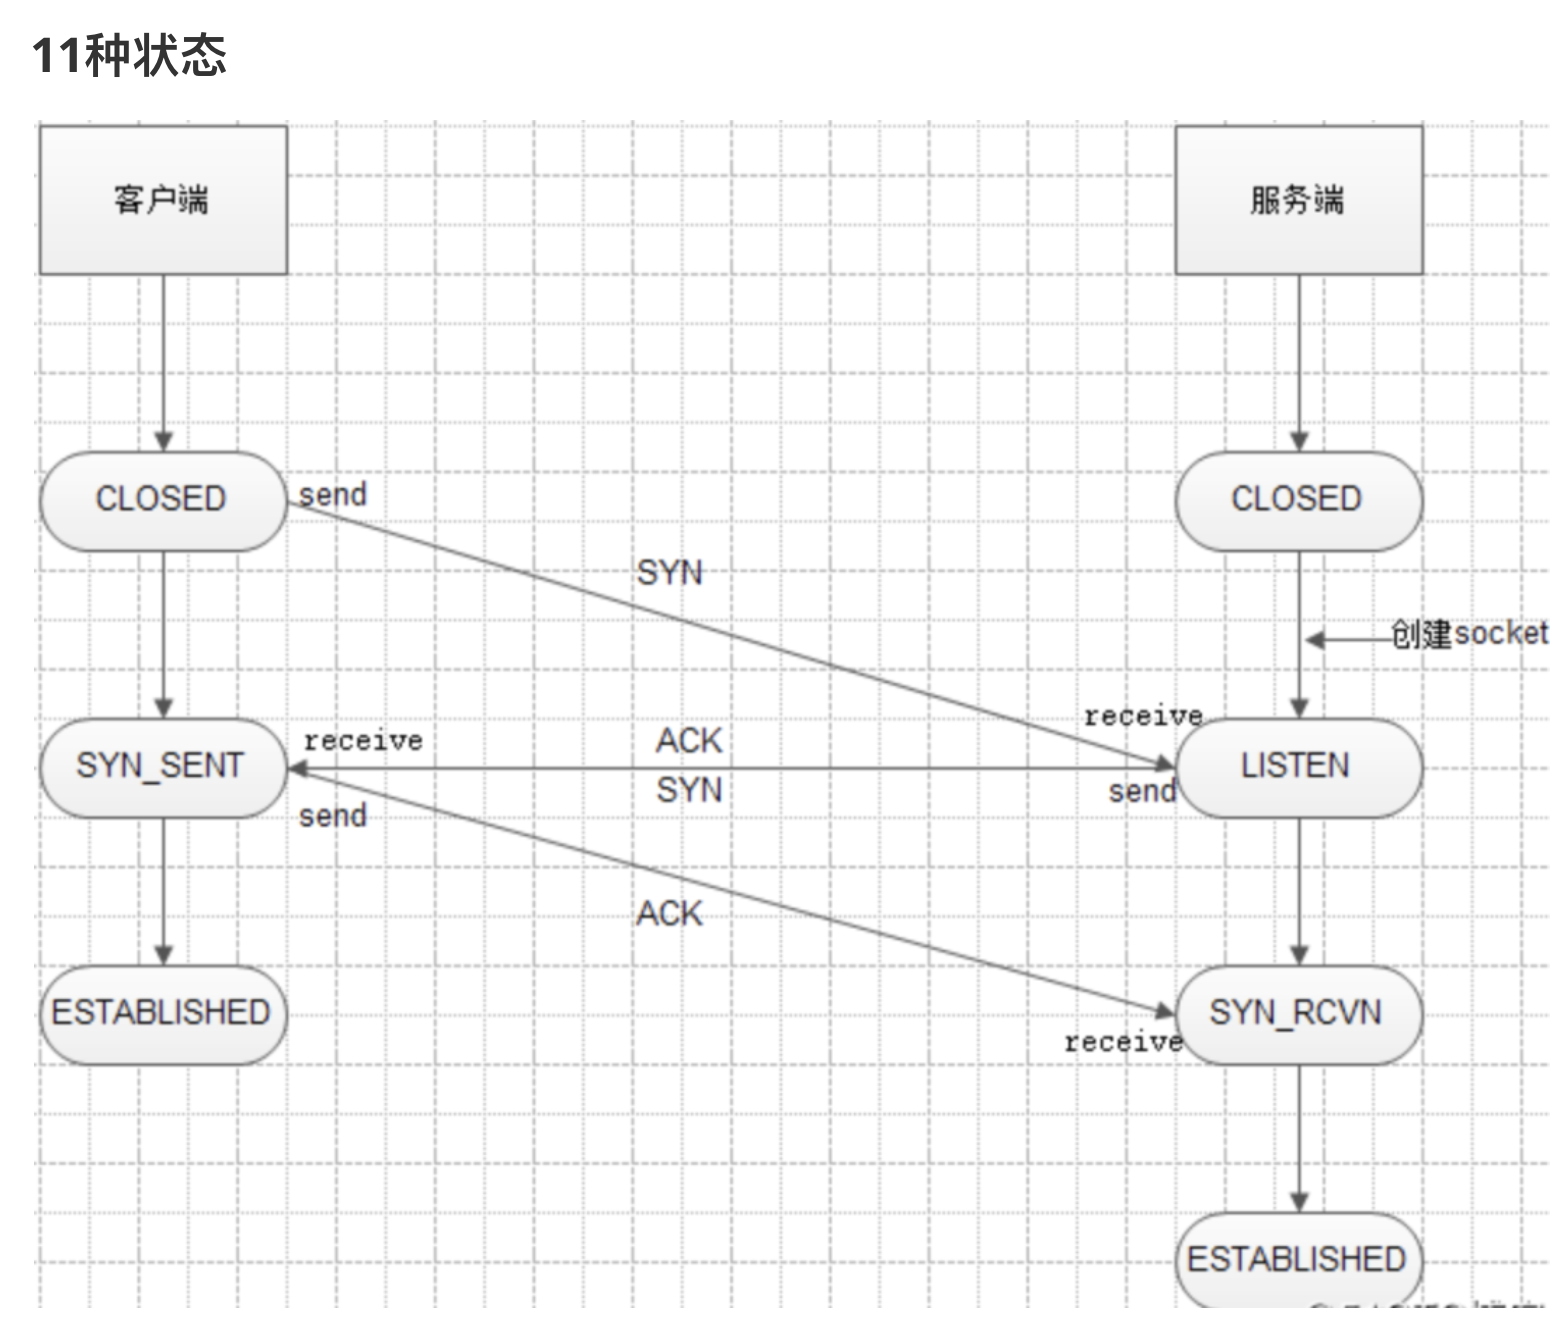 11种状态
客户端
服务端
CLOSED
send
CLOSED
SYN
创建socket
receive
SYN_SENT
receive
ACK
SYN
send
LISTEN
send
ACK
ESTABLISHED
SYN_RCVN
receive
ESTABLISHED